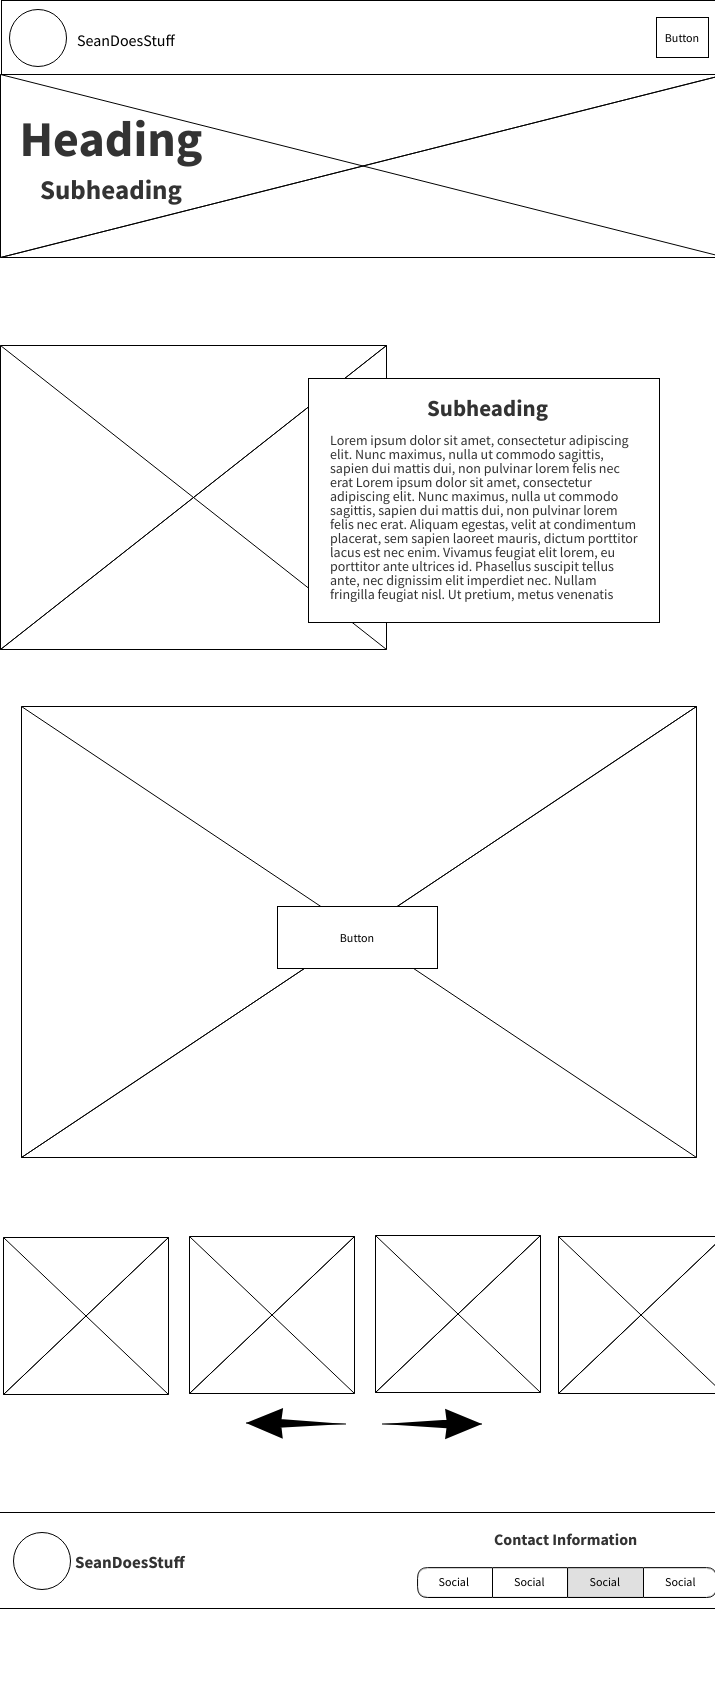 SeanDoesStuff
Button
Heading
Subheading
Subheading
Lorem ipsum dolor sit amet, consectetur adipiscing
elit. Nunc maximus, nulla ut commodo sagittis,
sapien dui mattis dui, non pulvinar lorem felis nec
erat Lorem ipsum dolor sit amet, consectetur
adipiscing elit. Nunc maximus, nulla ut commodo
sagittis, sapien dui mattis dui, non pulvinar lorem
felis nec erat. Aliquam egestas, velit at condimentum
placerat, sem sapien laoreet mauris, dictum porttitor
lacus est nec enim. Vivamus feugiat elit lorem, eu
porttitor ante ultrices id. Phasellus suscipit tellus
ante, nec dignissim elit imperdiet nec. Nullam
fringilla feugiat nisl. Ut pretium, metus venenatis
Button
SeanDoesStuff
Contact Information
Social
Social
Social
Social